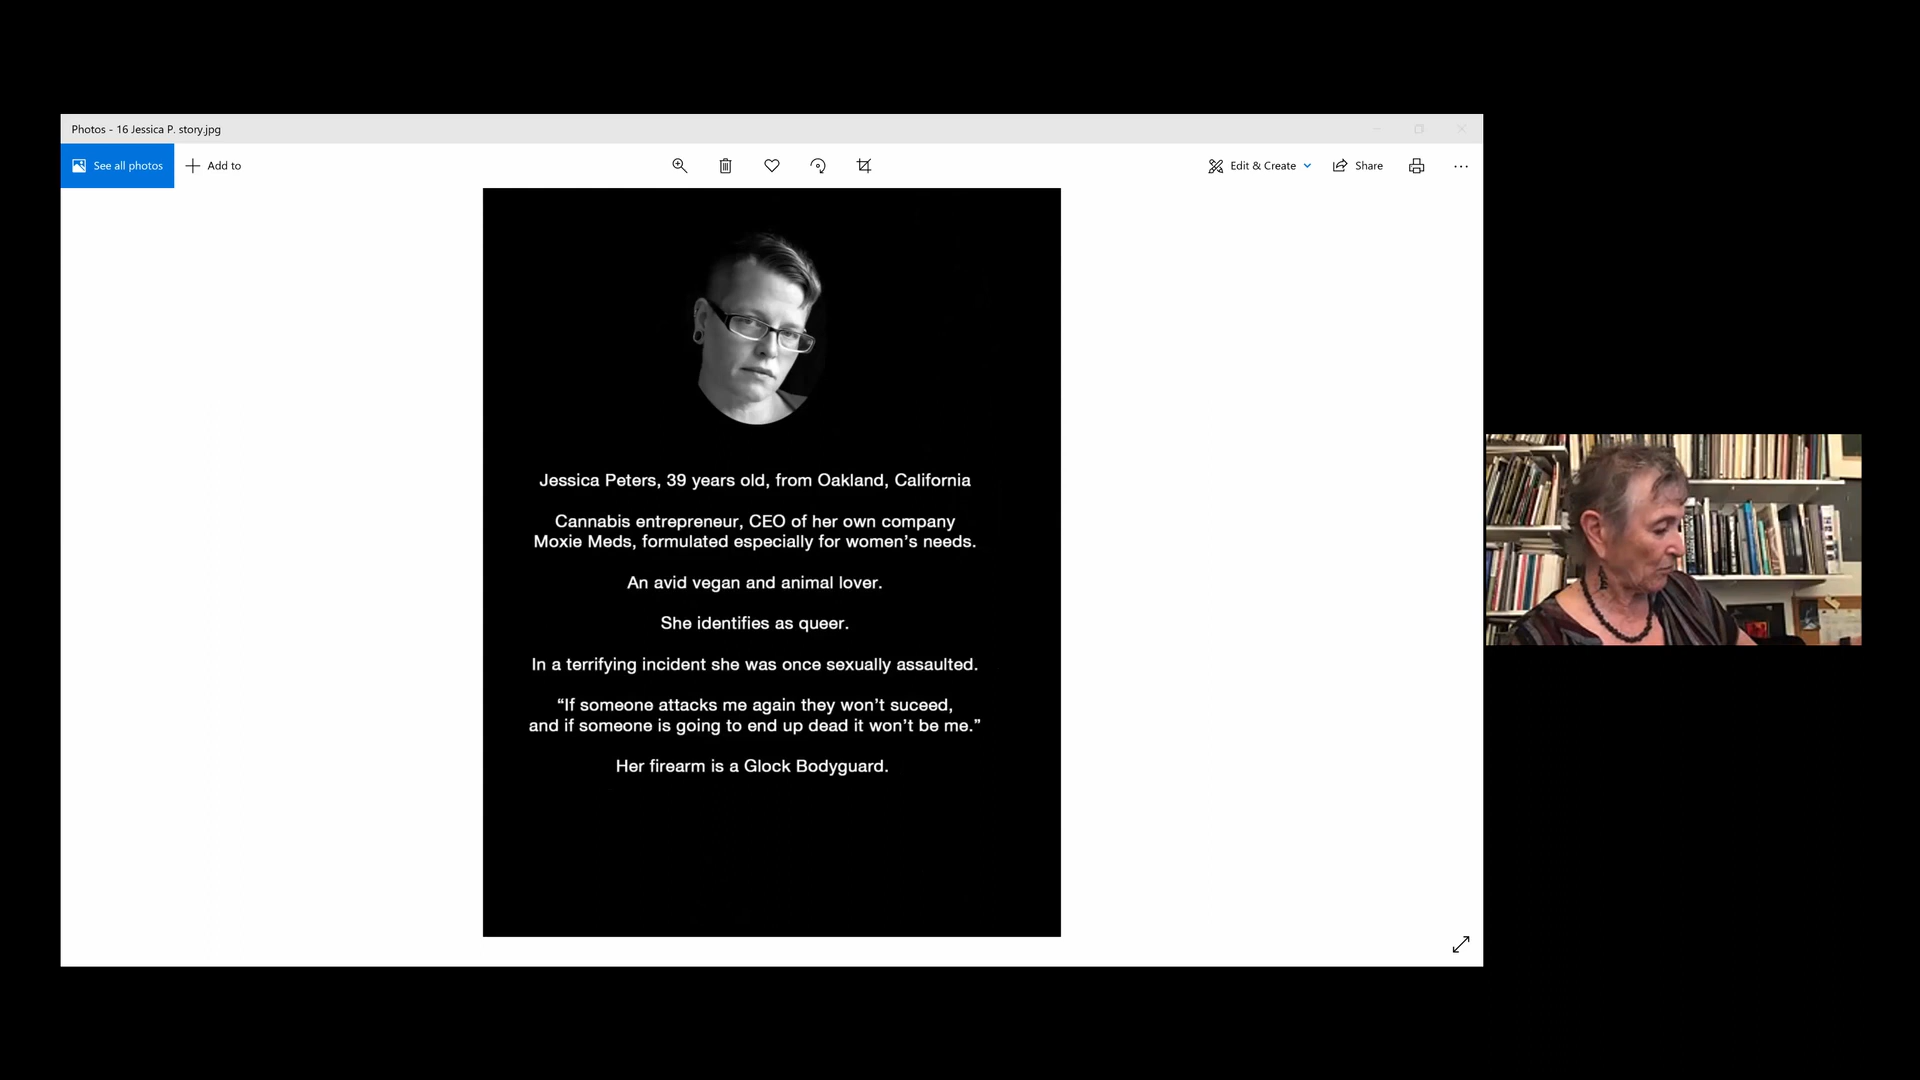 Photos - 16 Jessica P. story.jpg
See all photos
Add to
Edit & Create
Share
Jessica Peters, 39 years old, from Oakland, California
Cannabis entrepreneur, CEO of her own company
Moxie Meds, formulated especially for women’s needs.
An avid vegan and animal lover.
She identifies as queer.
In a terrifying incident she was once sexually assaulted.
“If someone attacks me again they won’t suceed,
and if someone is going to end up dead it won’t be me.”
Her firearm is a Glock Bodyguard.